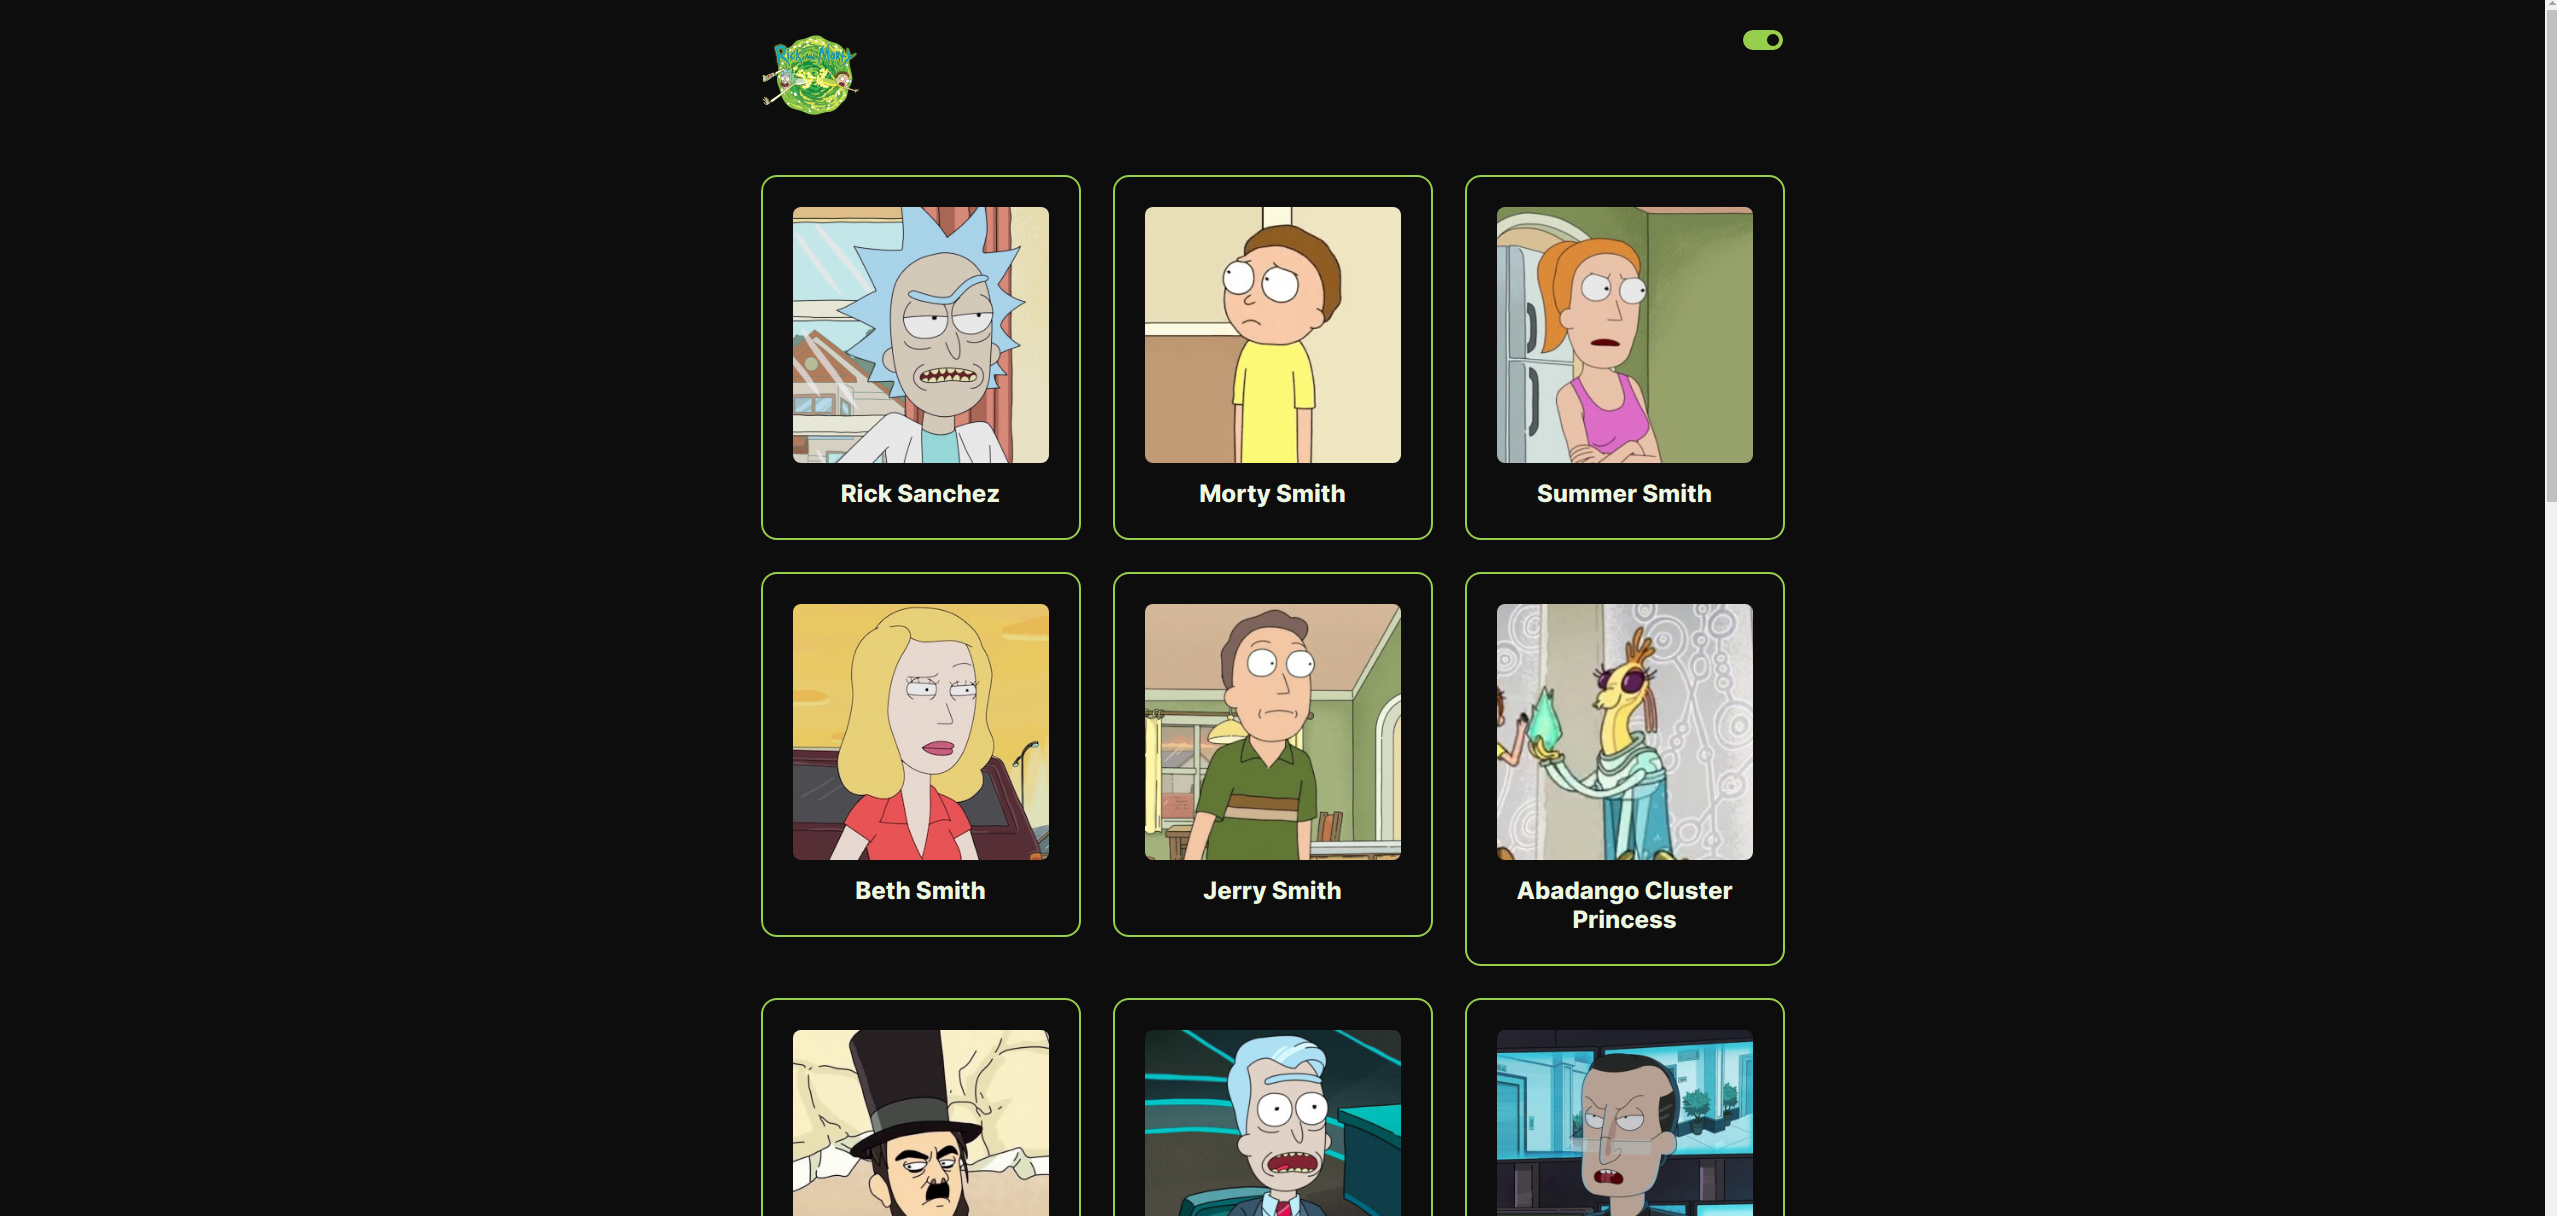 Rick and Morty
Rick Sanchez
Morty Smith
Summer Smith
Beth Smith
Jerry Smith
Abadango Cluster
Princess